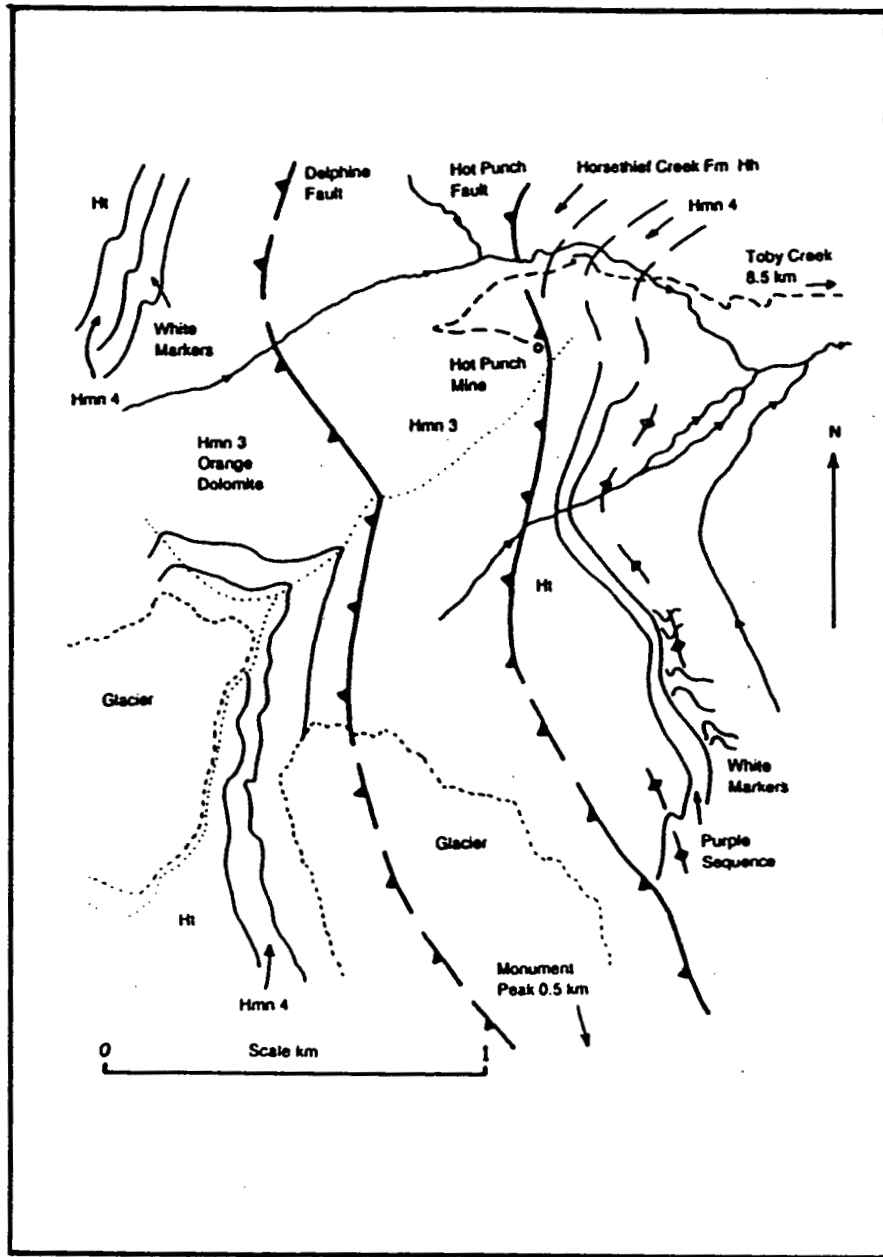 Delphine
Fault
Hot Punch
Fault
Horsethief Creek Fm Hh
Hmn 4
Ht
Toby Creek
8.5 km
White
Markers
Hot Punch
Mine
Hmn 4
Hmn 3
Hmn 3
Orange
Dolomite
N
Ht
Glacier
White
Markers
Purple
Sequence
Glacier
Ht
Monument
Peak 0.5 km
Hmn 4
0
Scale km
1